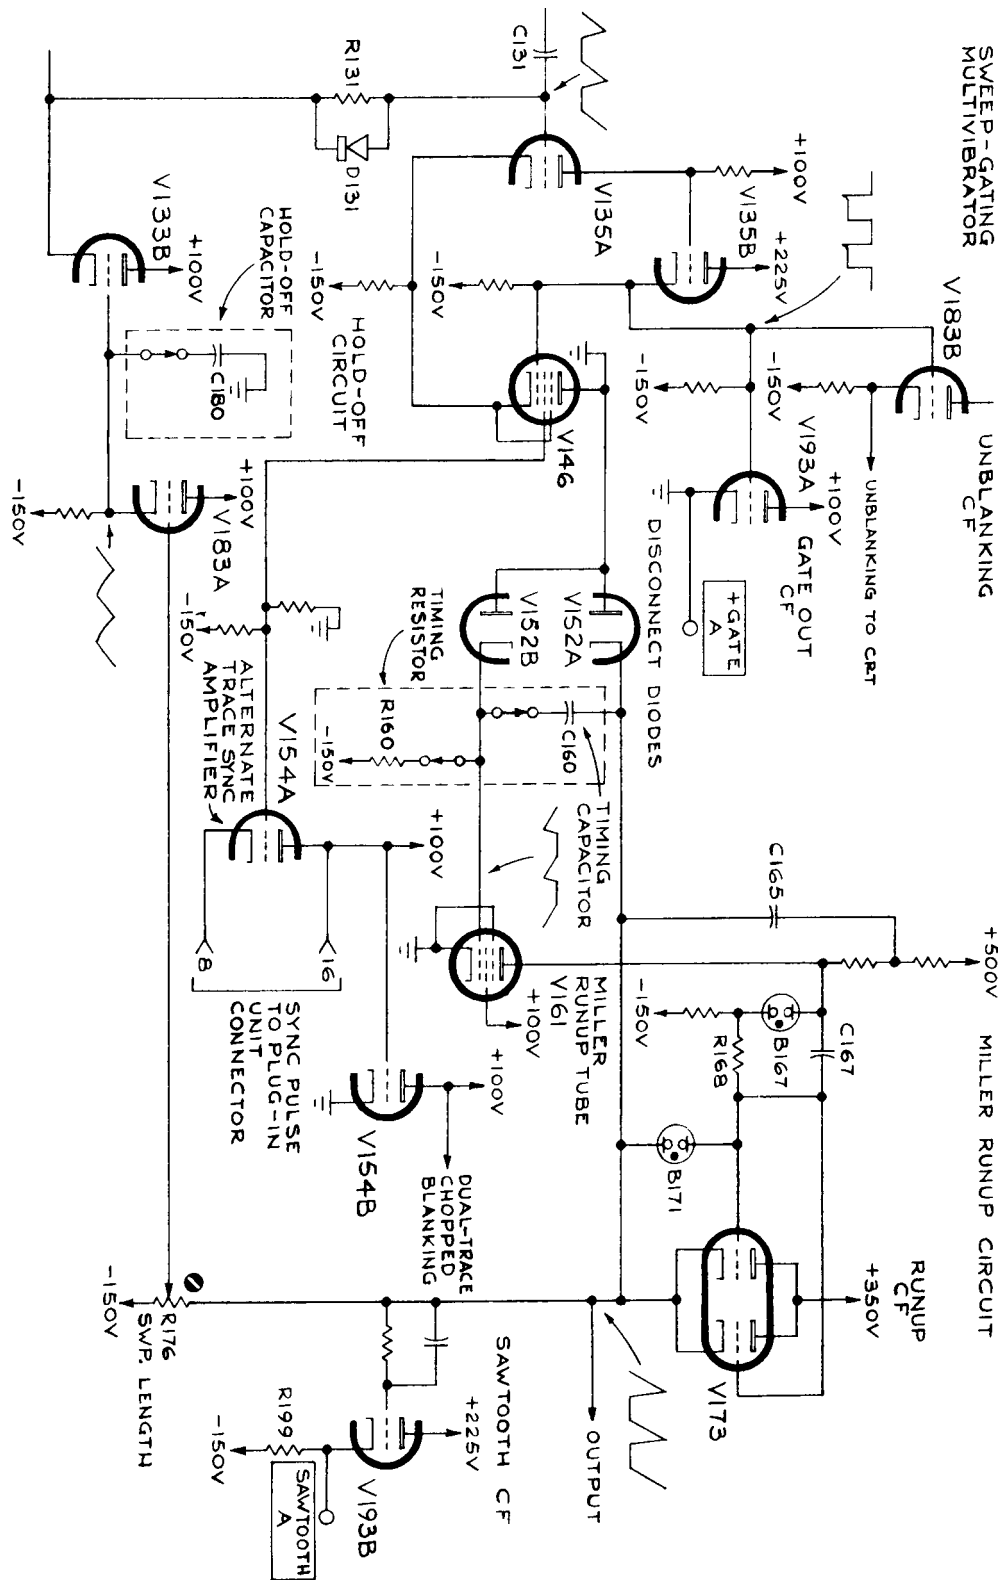 SWEEP-GATING
MULTIVIBRATOR
C131
R131
D131
V135A
V135B
+100V
+225V
-150V
-150V
V133B
+100V
HOLD-OFF
CAPACITOR
C180
HOLD-OFF
CIRCUIT
V146
V183B
UNBLANKING
CF
-150V
-150V
UNBLANKING TO CRT
V193A
+100V
GATE OUT
CF
+GATE
A
-150V
+100V
V183A
-150V
DISCONNECT DIODES
V152A
V152B
TIMING
RESISTOR
R160
-150V
C160
TIMING
CAPACITOR
ALTERNATE
TRACE SYNC
AMPLIFIER
V154A
+100V
8
16
SYNC PULSE
TO PLUG-IN
UNIT
CONNECTOR
MILLER
RUNUP TUBE
V161
+100V
+100V
V154B
DUAL-TRACE
CHOPPED
BLANKING
MILLER RUNUP CIRCUIT
+500V
C165
-150V
B167
R168
C167
B171
RUNUP
CF
+350V
V173
OUTPUT
R176
SWP. LENGTH
-150V
SAWTOOTH CF
+225V
V193B
R199
-150V
SAWTOOTH
A